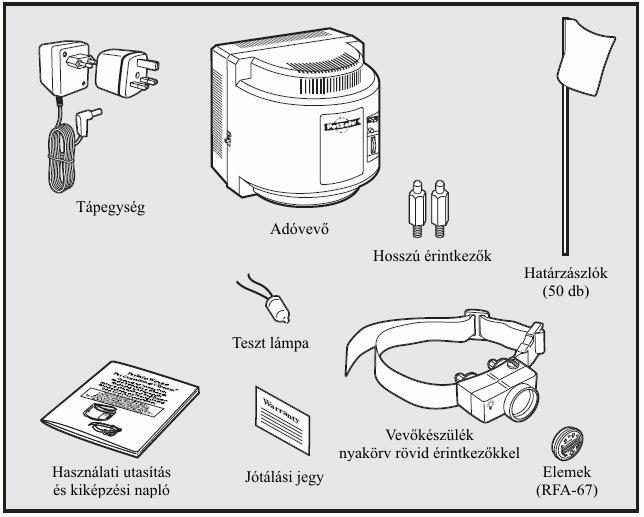 Tápegység
Adóvevő
Hosszú érintkezők
Határzászlók
(50 db)
Teszt lámpa
Warranty
Vevőkészülék
nyakörv rövid érintkezőkkel
Használati utasítás
és kiképzési napló
Jótálási jegy
Elemek
(RFA-67)